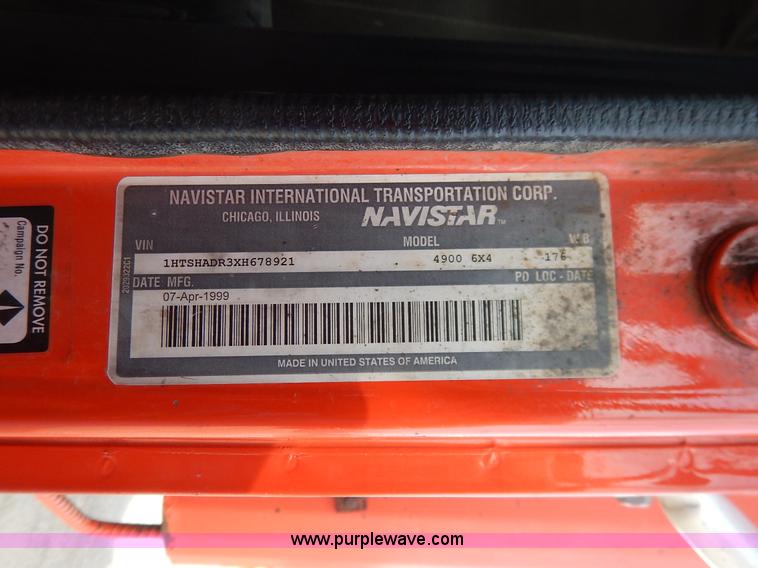 NAVISTAR INTERNATIONAL TRANSPORTATION CORP.
CHICAGO, ILLINOIS NAVISTAR™
VIN MODEL W.B
1HTSHADR3XH678921 4900 6X4 176
DATE MFG. PO LOC - DATE
07-Apr-1999
MADE IN UNITED STATES OF AMERICA
DO NOT REMOVE
Campaign No.
www.purplewave.com